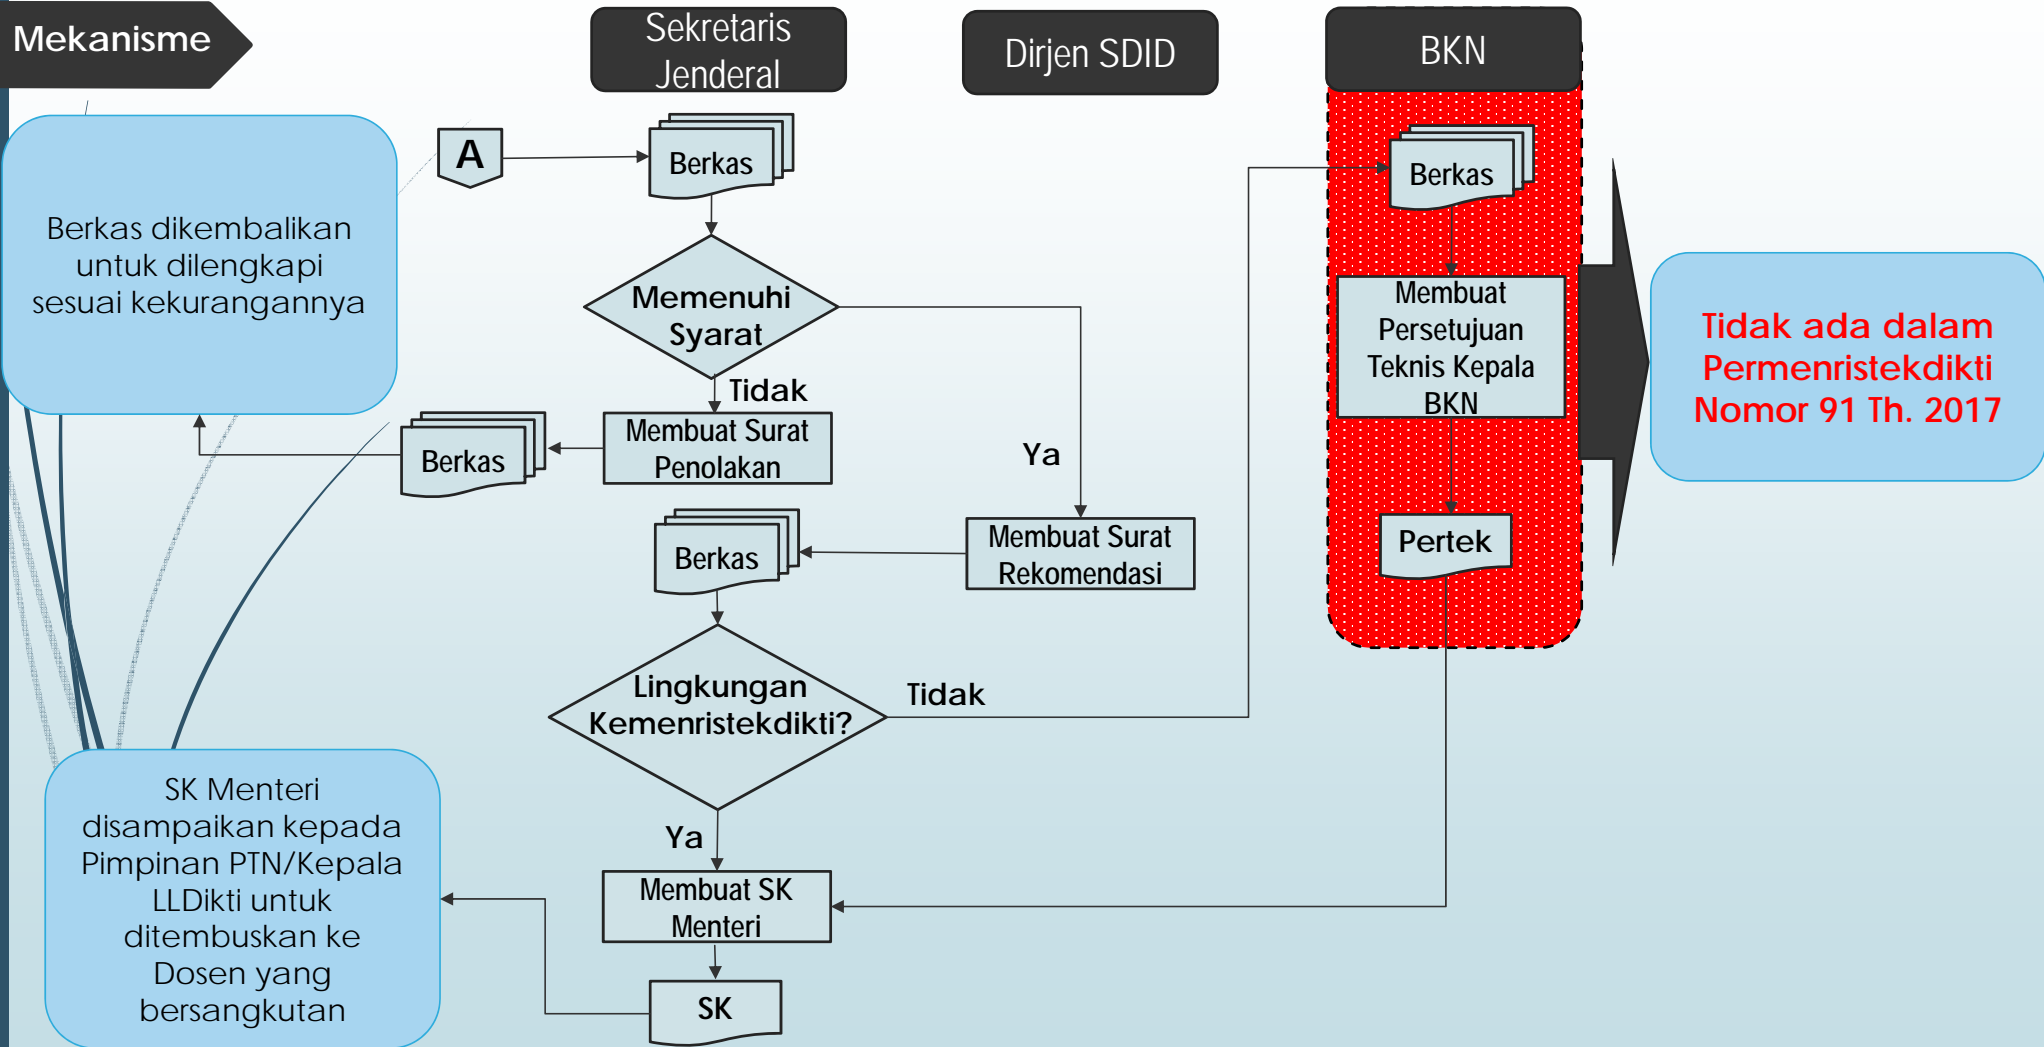 Mekanisme
Sekretaris
Jenderal
Dirjen SDID
BKN
A
Berkas
Berkas
Berkas dikembalikan
untuk dilengkapi
sesuai kekurangannya
Memenuhi
Syarat
Membuat
Persetujuan
Teknis Kepala
BKN
Tidak ada dalam
Permenristekdikti
Nomor 91 Th. 2017
Tidak
Membuat Surat
Penolakan
Berkas
Ya
Membuat Surat
Rekomendasi
Berkas
Pertek
Lingkungan
Kemenristekdikti?
Tidak
Ya
SK Menteri
disampaikan kepada
Pimpinan PTN/Kepala
LLDikti untuk
ditembuskan ke
Dosen yang
bersangkutan
Membuat SK
Menteri
SK